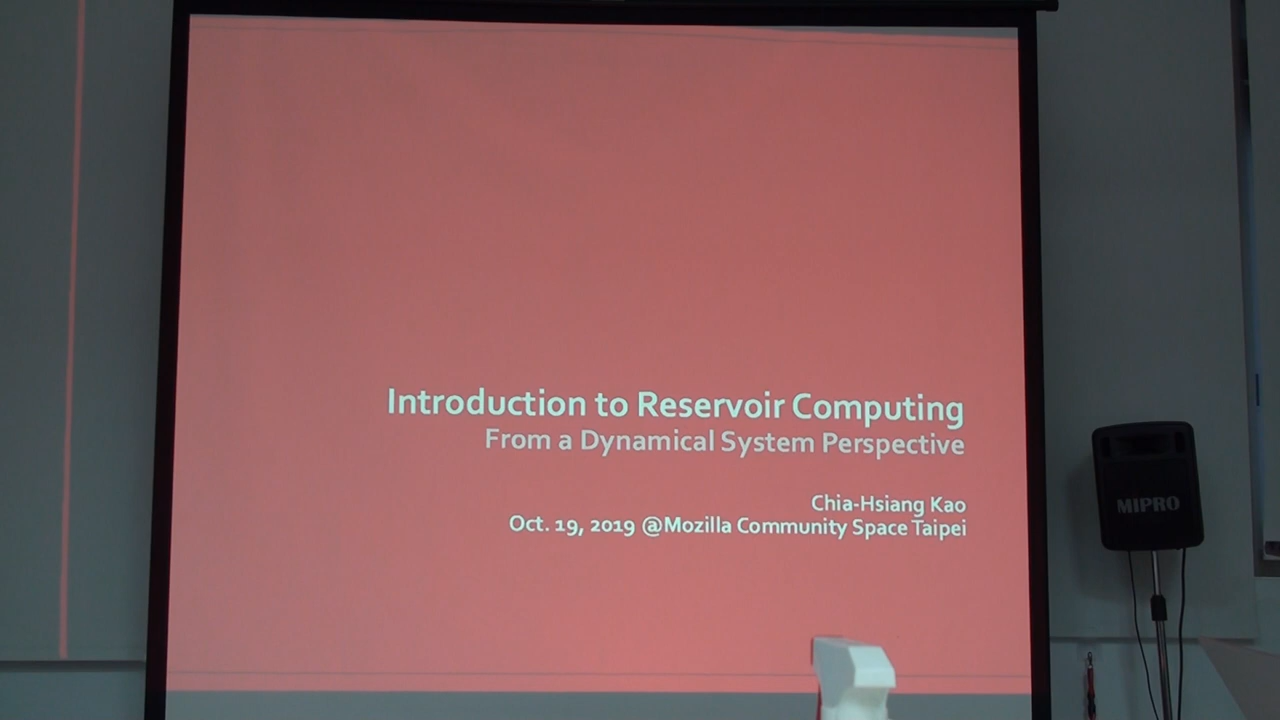 Introduction to Reservoir Computing
From a Dynamical System Perspective
Chia-Hsiang Kao
Oct. 19, 2019 @Mozilla Community Space Taipei
MIPRO